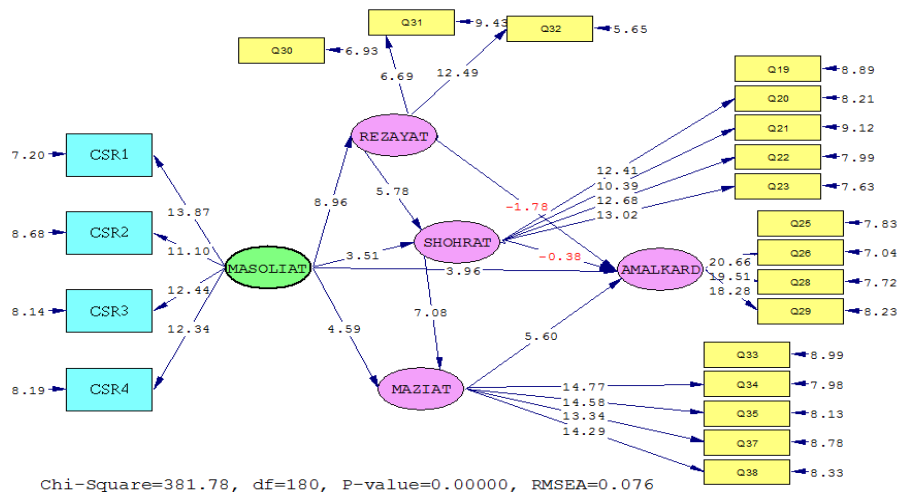 Q30
6.93
Q31
9.43
Q32
5.65
6.69
12.49
Q19
8.89
Q20
8.21
Q21
9.12
Q22
7.99
Q23
7.63
REZAYAT
7.20
CSR1
13.87
8.96
5.78
12.41
10.39
12.68
13.02
-1.78
8.68
CSR2
11.10
3.51
SHOHRAT
-0.38
Q25
7.83
Q26
7.04
Q28
7.72
Q29
8.23
MASOLIAT
3.96
AMALKARD
20.66
19.51
18.28
8.14
CSR3
12.44
12.34
7.08
4.59
5.60
8.19
CSR4
MAZIAT
14.77
14.58
13.34
14.29
Q33
8.99
Q34
7.98
Q35
8.13
Q37
8.78
Q38
8.33
Chi-Square=381.78, df=180, P-value=0.00000, RMSEA=0.076